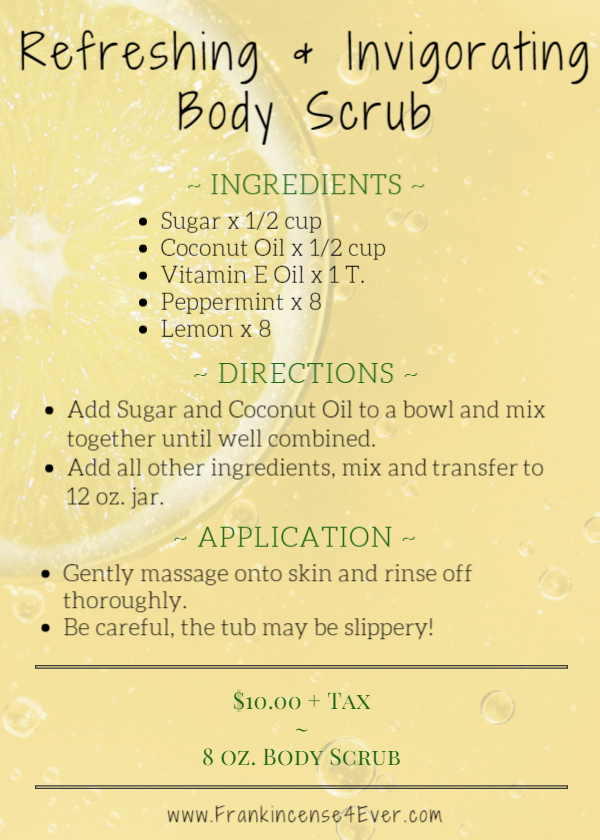 Refreshing & Invigorating
Body Scrub
~ INGREDIENTS ~
• Sugar x 1/2 cup
• Coconut Oil x 1/2 cup
• Vitamin E Oil x 1 T.
• Peppermint x 8
• Lemon x 8
~ DIRECTIONS ~
• Add Sugar and Coconut Oil to a bowl and mix
together until well combined.
• Add all other ingredients, mix and transfer to
12 oz. jar.
~ APPLICATION ~
• Gently massage onto skin and rinse off
thoroughly.
• Be careful, the tub may be slippery!
$10.00 + Tax
~
8 oz. Body Scrub
www.Frankincense4Ever.com